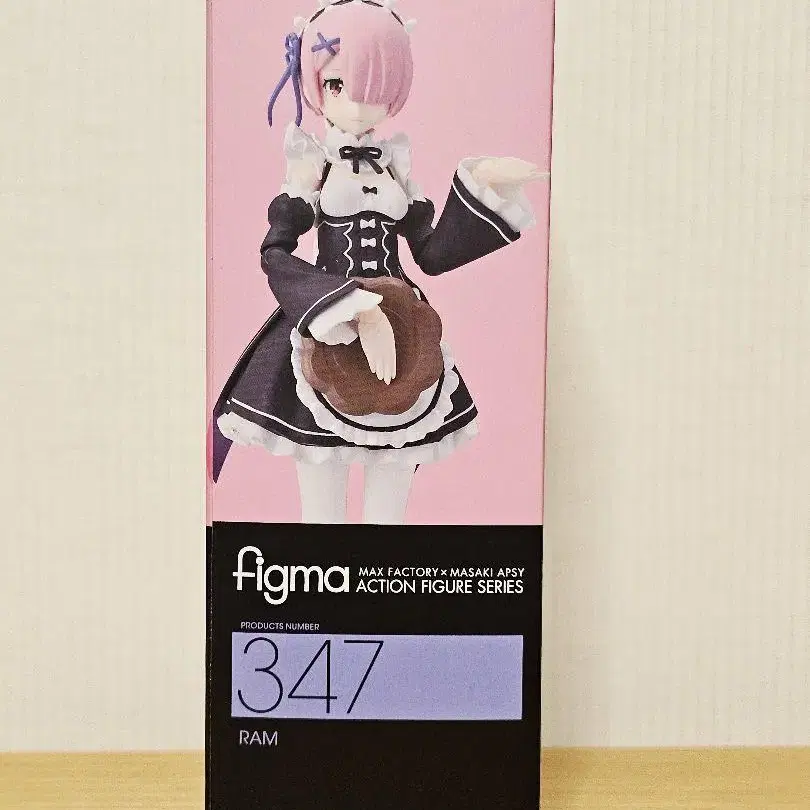 figma MAX FACTORY×MASAKI APSY
ACTION FIGURE SERIES
PRODUCTS NUMBER
347
RAM